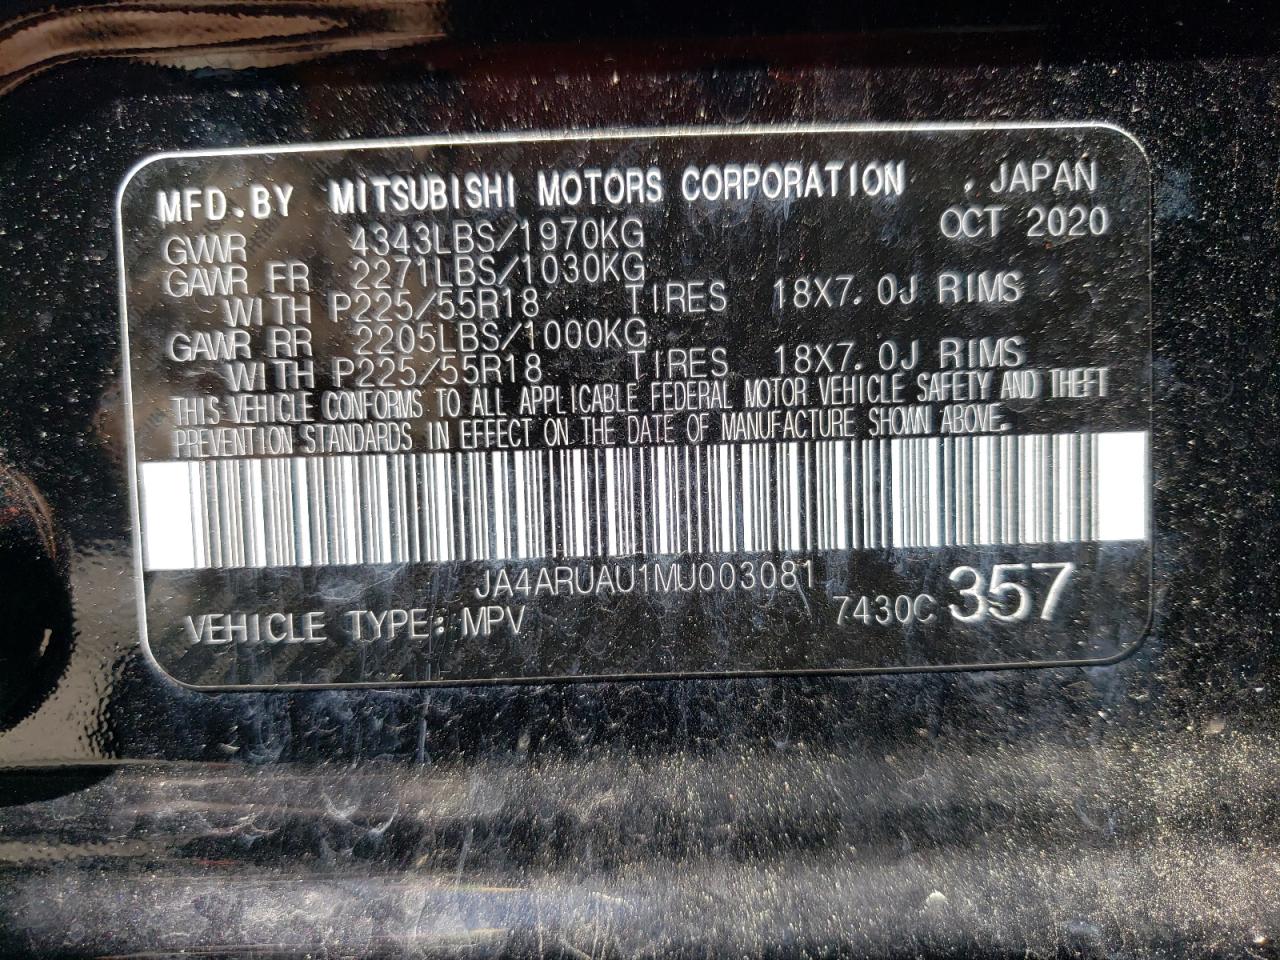 MFD.BY MITSUBISHI MOTORS CORPORATION . JAPAN
GVWR 4343LBS/1970KG OCT 2020
GAWR FR 2271LBS/1030KG
WITH P225/55R18 TIRES 18X7.0J RIMS
GAWR RR 2205LBS/1000KG
WITH P225/55R18 TIRES 18X7.0J RIMS
THIS VEHICLE CONFORMS TO ALL APPLICABLE FEDERAL MOTOR VEHICLE SAFETY AND THEFT
PREVENTION STANDARDS IN EFFECT ON THE DATE OF MANUFACTURE SHOWN ABOVE.
JA4ARUAU1MU003081
VEHICLE TYPE: MPV 7430C 357